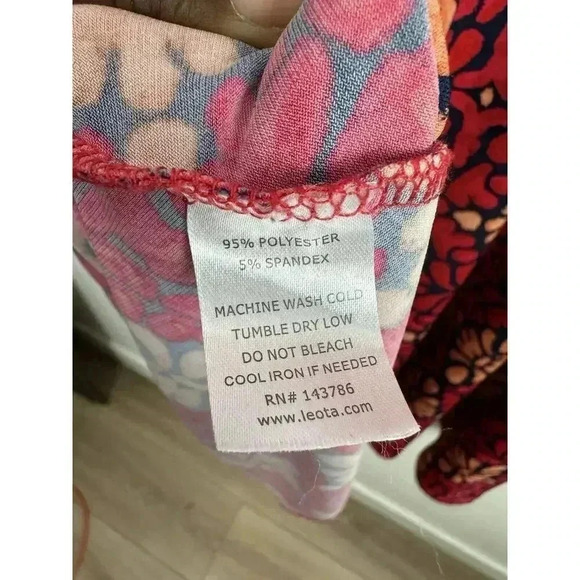 95% POLYESTER
5% SPANDEX
MACHINE WASH COLD
TUMBLE DRY LOW
DO NOT BLEACH
COOL IRON IF NEEDED
RN# 143786
www.leota.com